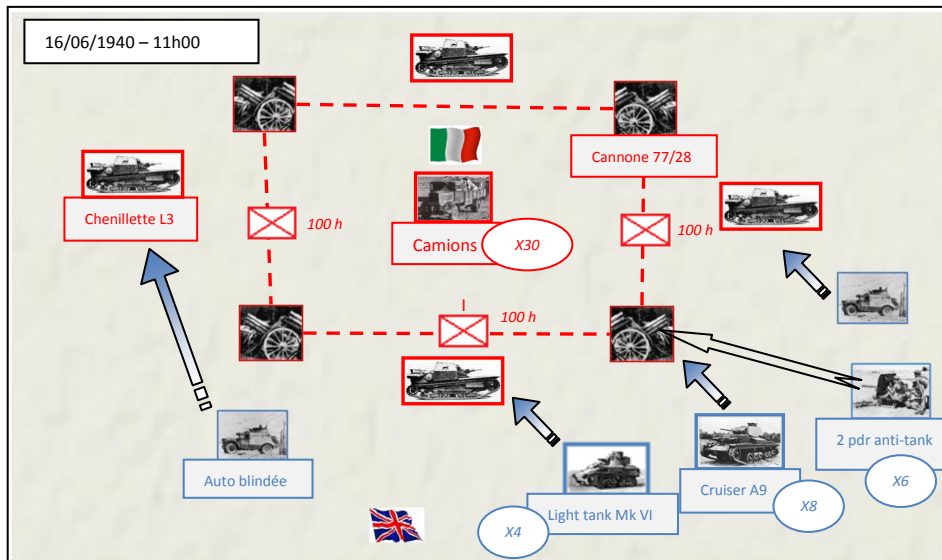 16/06/1940 – 11h00
Cannone 77/28
Chenillette L3
100 h
100 h
Camions
X30
100 h
2 pdr anti-tank
Auto blindée
Cruiser A9
X6
Light tank Mk VI
X8
X4